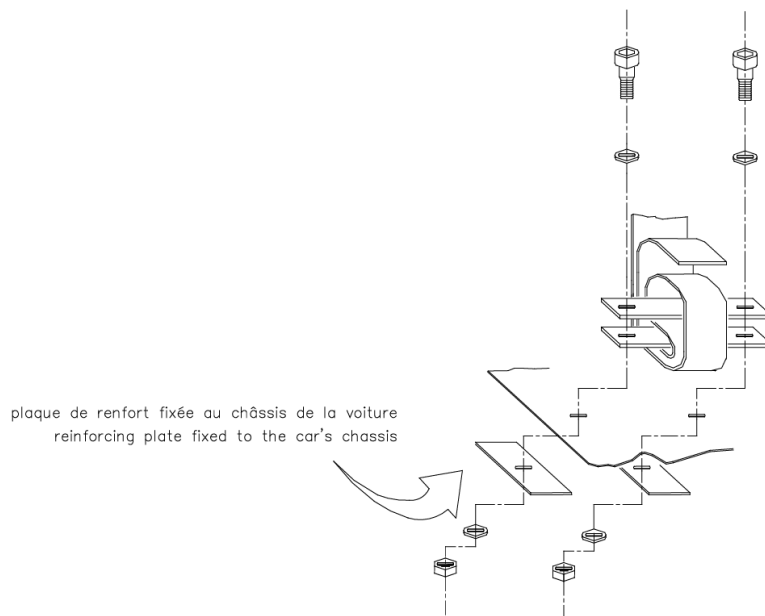 plaque de renfort fixée au châssis de la voiture
reinforcing plate fixed to the car's chassis